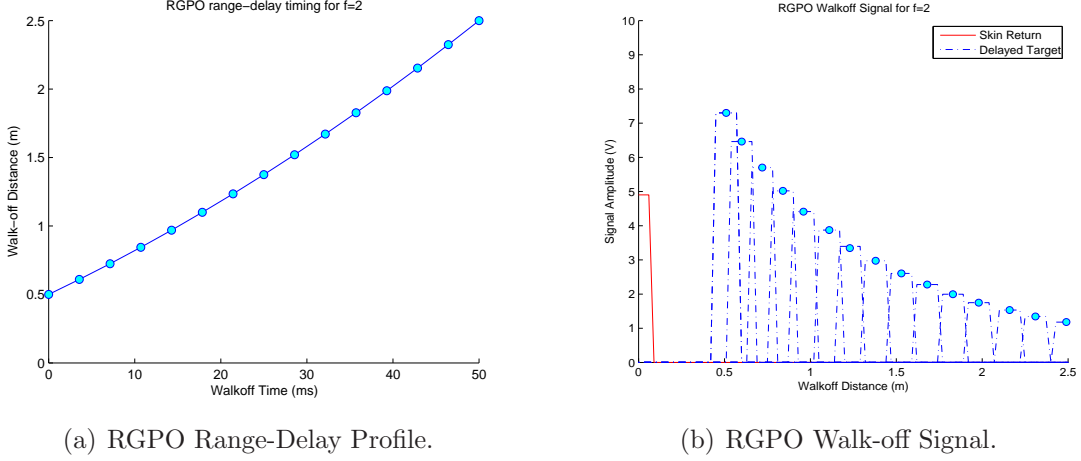 RGPO range-delay timing for f=2
2.5
2
1.5
1
0.5
0
Walk-off Distance (m)
0
10
20
30
40
50
Walkoff Time (ms)
(a) RGPO Range-Delay Profile.
RGPO Walkoff Signal for f=2
Skin Return
Delayed Target
10
9
8
7
6
5
4
3
2
1
0
Signal Amplitude (V)
0
0.5
1
1.5
2
2.5
Walkoff Distance (m)
(b) RGPO Walk-off Signal.